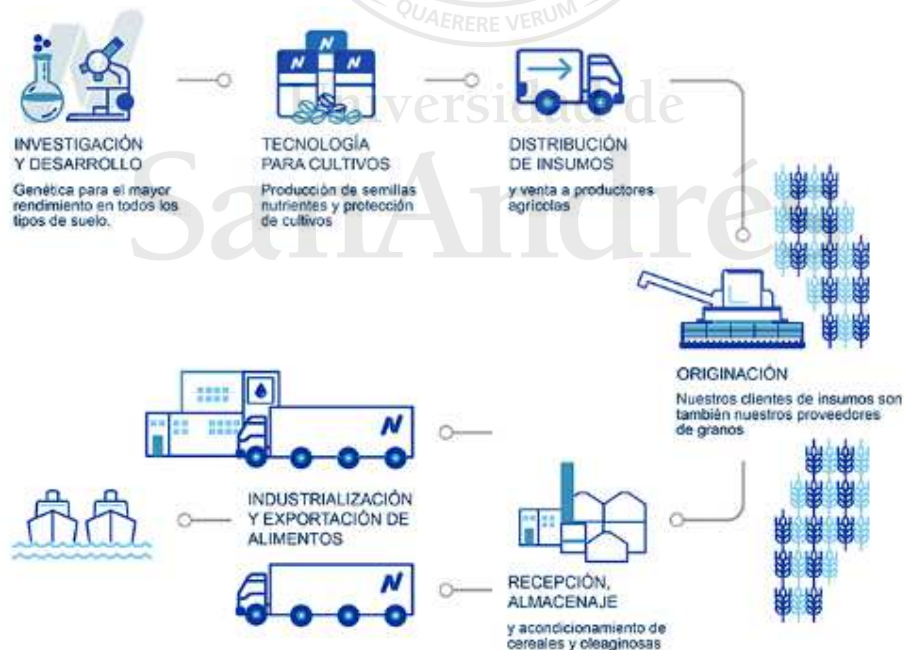 QUAERERE VERUM
Universidad de
SanAndré
INVESTIGACIÓN
Y DESARROLLO
Genética para el mayor
rendimiento en todos los
tipos de suelo.
N
N
N
TECNOLOGÍA
PARA CULTIVOS
Producción de semillas
nutrientes y protección
de cultivos
DISTRIBUCIÓN
DE INSUMOS
y venta a productores
agrícolas
ORIGINACIÓN
Nuestros clientes de insumos son
también nuestros proveedores
de granos
N
INDUSTRIALIZACIÓN
Y EXPORTACIÓN DE
ALIMENTOS
N
RECEPCIÓN,
ALMACENAJE
y acondicionamiento de
cereales y oleaginosas